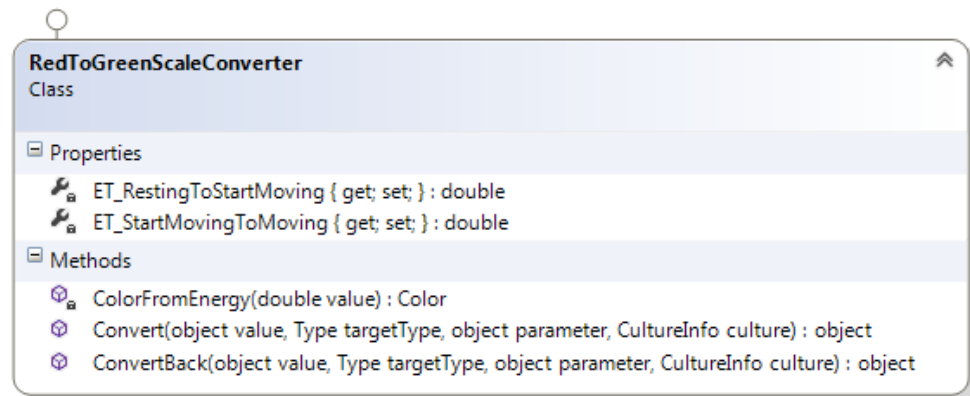 RedToGreenScaleConverter
Class
Properties
ET_RestingToStartMoving { get; set; } : double
ET_StartMovingToMoving { get; set; } : double
Methods
ColorFromEnergy(double value) : Color
Convert(object value, Type targetType, object parameter, CultureInfo culture) : object
ConvertBack(object value, Type targetType, object parameter, CultureInfo culture) : object